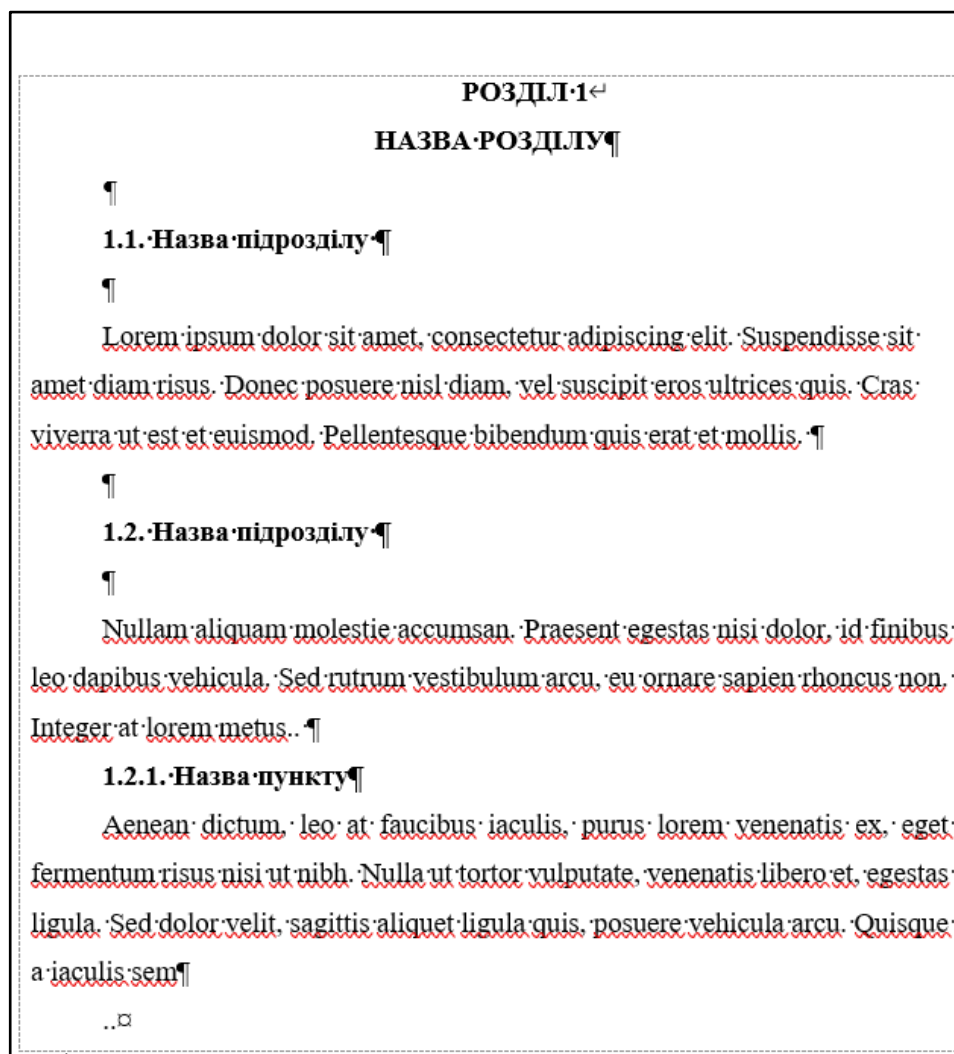 РОЗДІЛ·1↵
НАЗВА·РОЗДІЛУ¶
¶
1.1.·Назва·підрозділу·¶
¶
Lorem·ipsum·dolor·sit·amet,·consectetur·adipiscing·elit.·Suspendisse·sit·
amet·diam·risus.·Donec·posuere·nisl·diam,·vel·suscipit·eros·ultrices·quis.·Cras·
viverra·ut·est·et·euismod.·Pellentesque·bibendum·quis·erat·et·mollis.·¶
¶
1.2.·Назва·підрозділу·¶
¶
Nullam·aliquam·molestie·accumsan.·Praesent·egestas·nisi·dolor,·id·finibus·
leo·dapibus·vehicula.·Sed·rutrum·vestibulum·arcu,·eu·ornare·sapien·rhoncus·non.·
Integer·at·lorem·metus..·¶
1.2.1.·Назва·пункту¶
Aenean·dictum,·leo·at·faucibus·iaculis,·purus·lorem·venenatis·ex,·eget·
fermentum·risus·nisi·ut·nibh.·Nulla·ut·tortor·vulputate,·venenatis·libero·et,·egestas·
ligula.·Sed·dolor·velit,·sagittis·aliquet·ligula·quis,·posuere·vehicula·arcu.·Quisque·
a·iaculis·sem¶
..¤